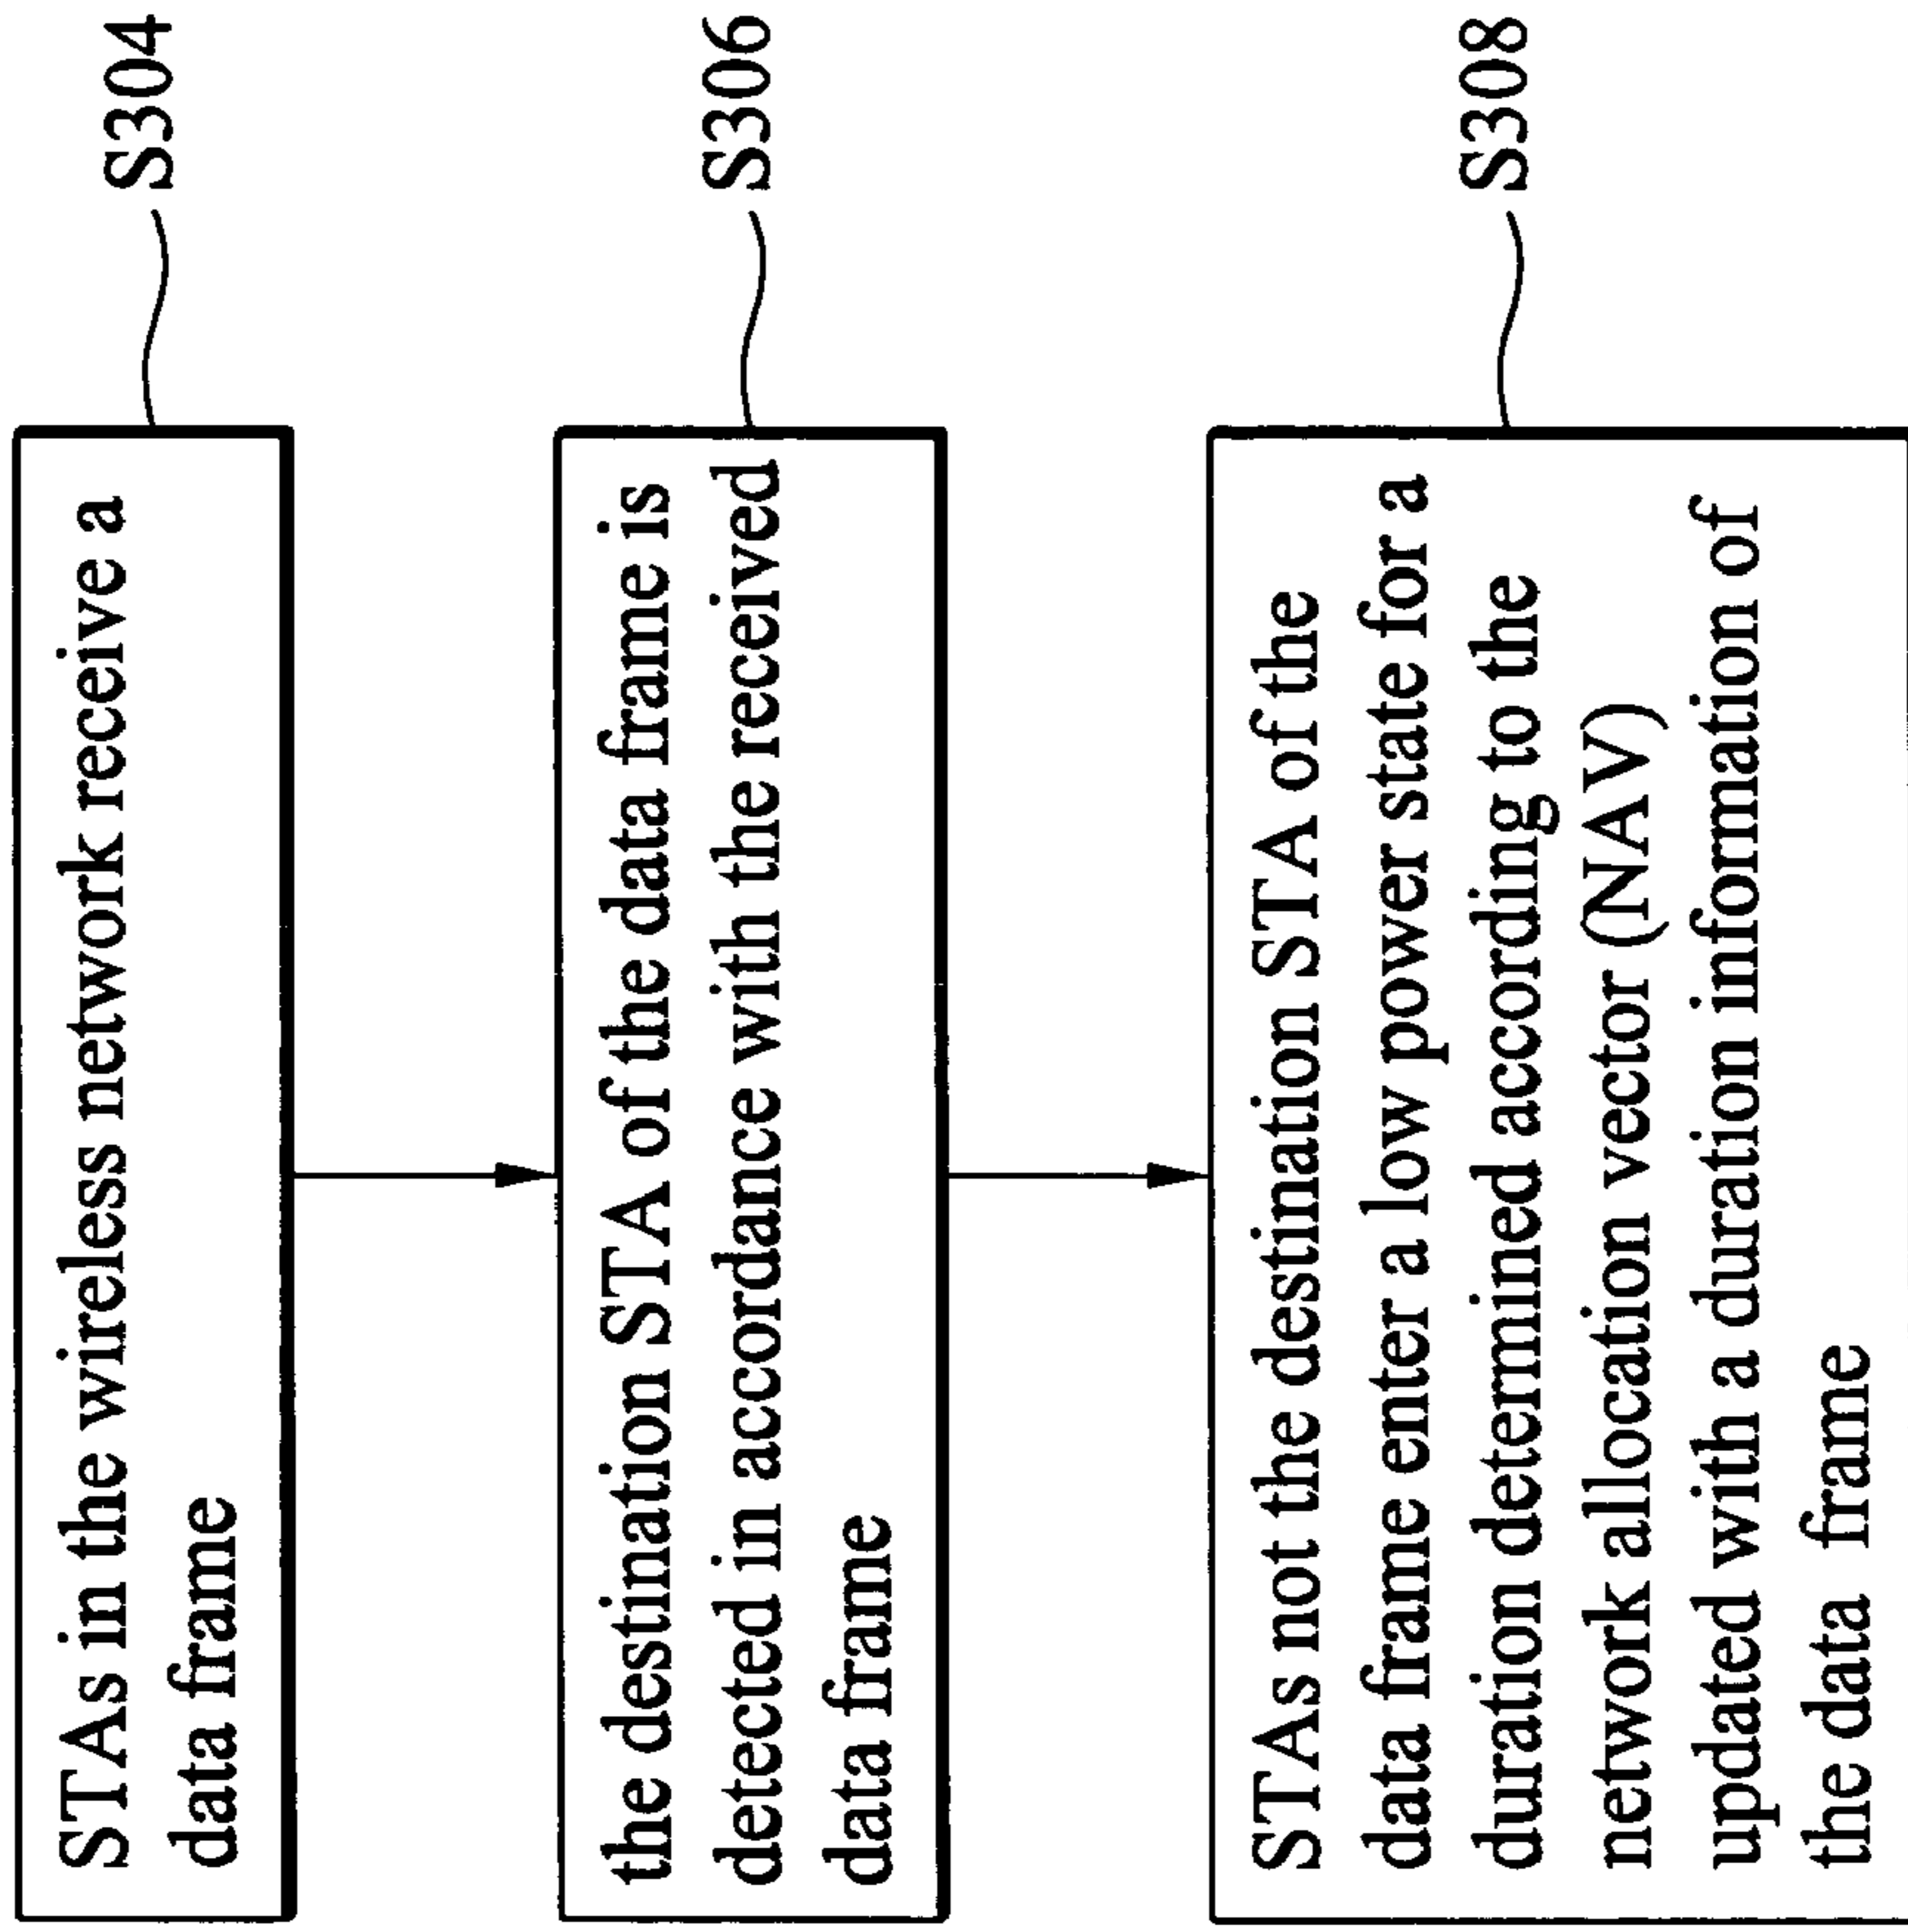 STAs in the wireless network receive a
data frame
S304
the destination STA of the data frame is
detected in accordance with the received
data frame
S306
STAs not the destination STA of the
data frame enter a low power state for a
duration determined according to the
network allocation vector (NAV)
updated with a duration information of
the data frame
S308